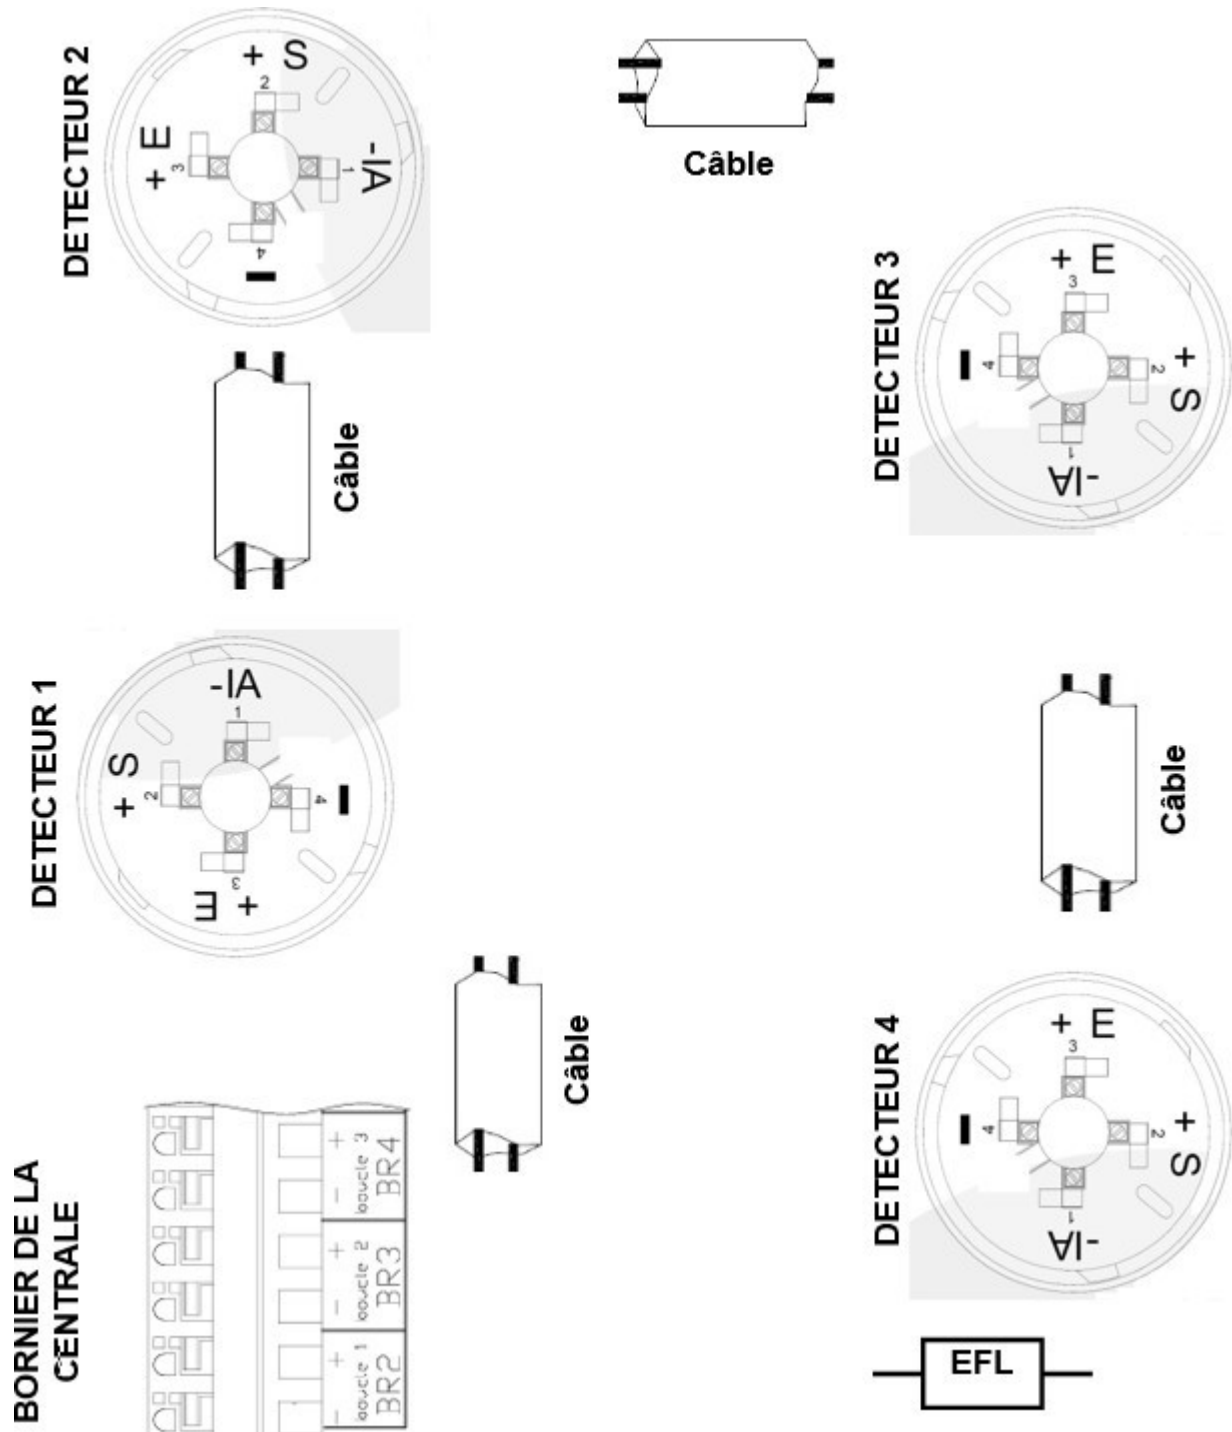 DETECTEUR 2
+ S
2
+ E
3
-IA
1
4
Câble
DETECTEUR 3
+ E
3
4
+ S
2
1
-IA
Câble
DETECTEUR 1
-IA
1
+ S
2
4
3
+ E
Câble
Câble
DETECTEUR 4
+ E
3
4
+ S
2
1
-IA
BORNIER DE LA
CENTRALE
+ -
boucle 3
BR4
+ -
boucle 2
BR3
+ -
boucle 1
BR2
EFL